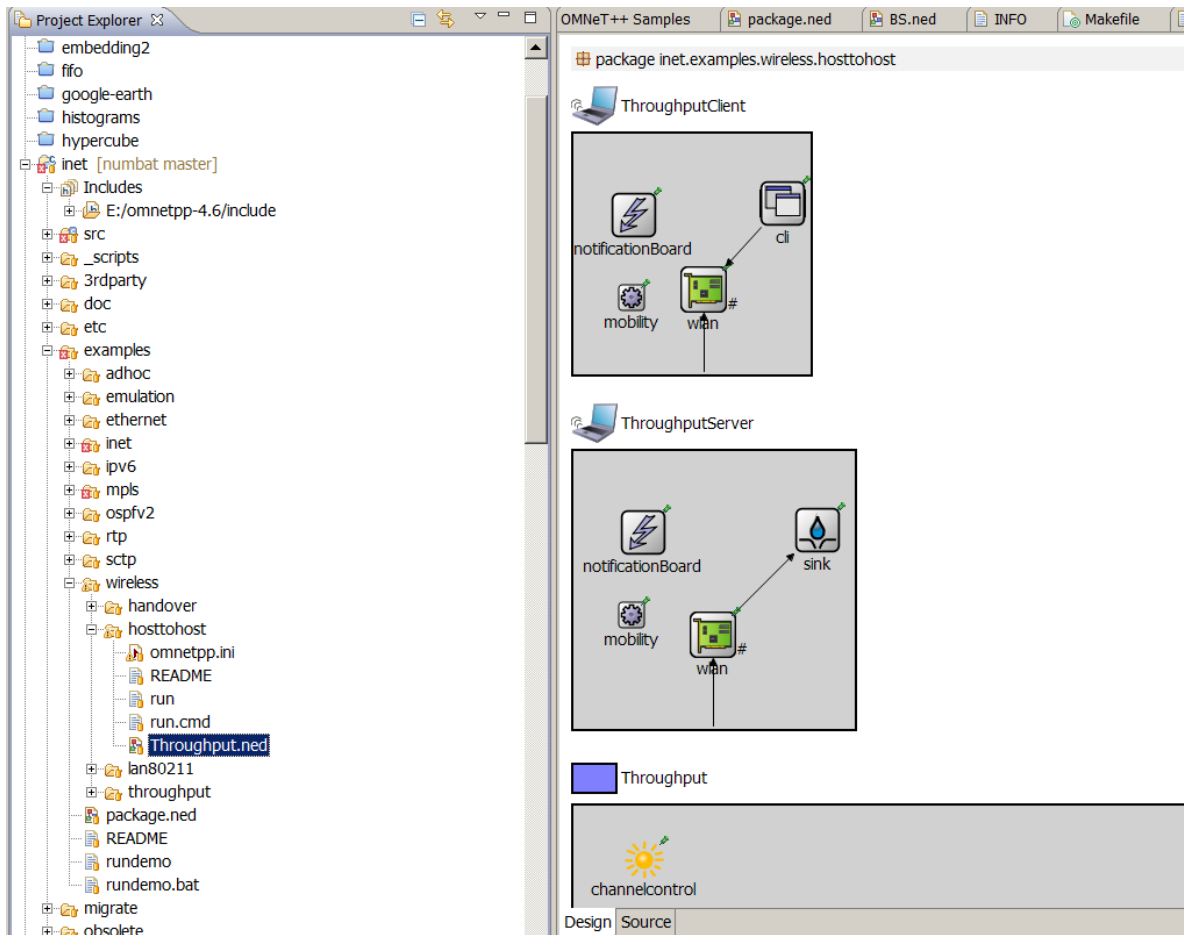 Project Explorer
embedding2
fifo
google-earth
histograms
hypercube
inet [numbat master]
Includes
E:/omnetpp-4.6/include
src
_scripts
3rdparty
doc
etc
examples
adhoc
emulation
ethernet
inet
ipv6
mpls
ospfv2
rtp
sctp
wireless
handover
hosttohost
omnetpp.ini
README
run
run.cmd
Throughput.ned
lan80211
throughput
package.ned
README
rundemo
rundemo.bat
migrate
obsolete
OMNeT++ Samples package.ned BS.ned INFO Makefile
package inet.examples.wireless.hosttohost
ThroughputClient
cli
notificationBoard
#
mobility wlan
ThroughputServer
notificationBoard sink
#
mobility
wlan
Throughput
channelcontrol
Design Source